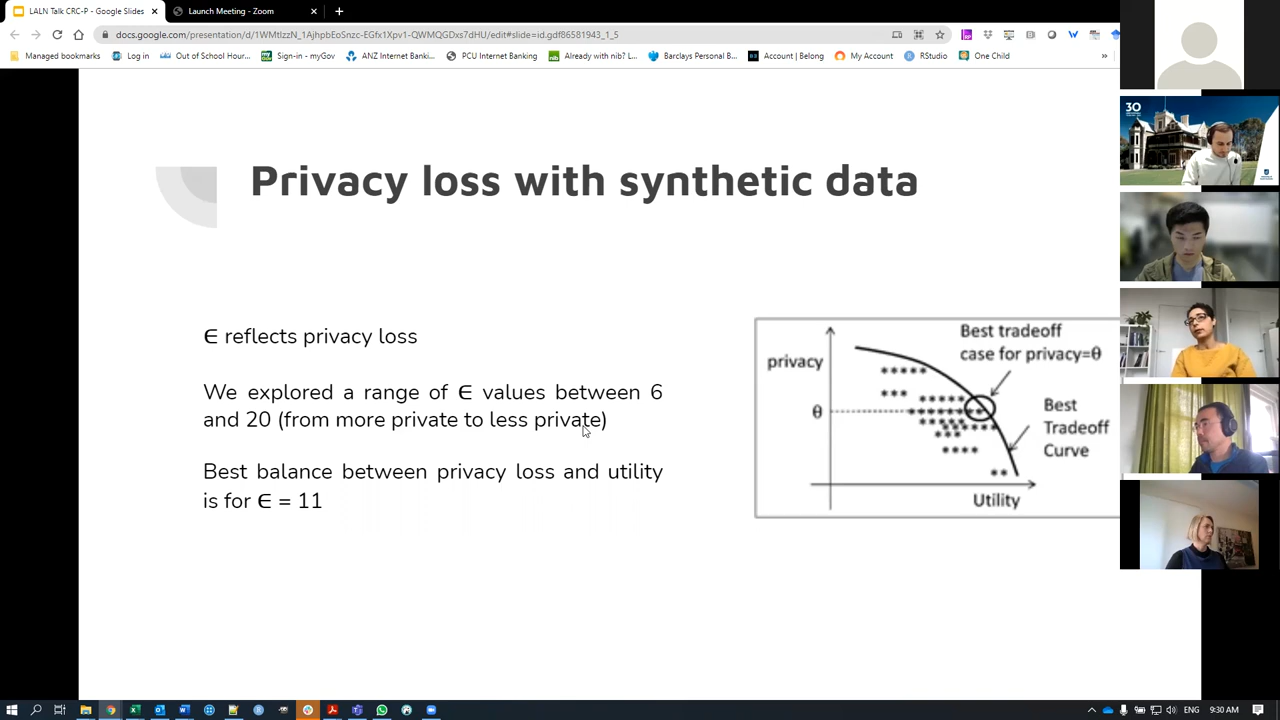 LALN Talk CRC-P - Google Slides
Launch Meeting - Zoom
docs.google.com/presentation/d/1WMtIzzN_1AjhpbEoSnzc-EGfx1Xpv1-QWMQGDxs7dHU/edit#slide=id.gdf86581943_1_5
Managed bookmarks
Log in
Out of School Hour...
Sign-in - myGov
ANZ Internet Banki...
PCU Internet Banking
Already with nib? L...
Barclays Personal B...
Account | Belong
My Account
RStudio
One Child
»
30
Privacy loss with synthetic data
∈ reflects privacy loss
We explored a range of ∈ values between 6
and 20 (from more private to less private)
Best balance between privacy loss and utility
is for ∈ = 11
privacy
θ
Best tradeoff
case for privacy=θ
Best
Tradeoff
Curve
Utility
ENG
9:30 AM